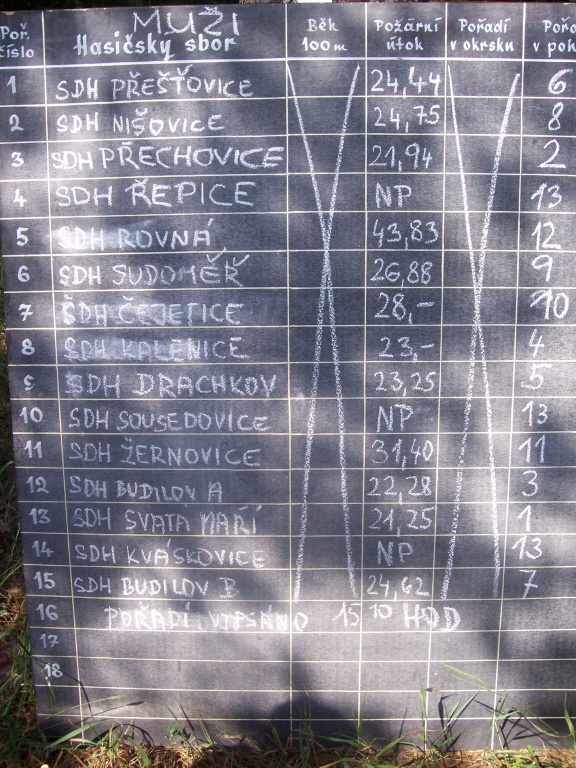 MUŽI
Poř. číslo Hasičský sbor Běh 100 m Požární útok Pořadí v okrsku
1 SDH PŘEŠŤOVICE 24,44 6
2 SDH NIŠOVICE 24,75 8
3 SDH PŘECHOVICE 21,94 2
4 SDH ŘEPICE NP 13
5 SDH ROVNÁ 43,83 12
6 SDH SUDOMĚŘ 26,88 9
7 SDH ČEJETICE 28,- 10
8 SDH KALENICE 23,- 4
9 SDH DRACHKOV 23,25 5
10 SDH SOUSEDOVICE NP 13
11 SDH ŽERNOVICE 31,40 11
12 SDH BUDILOV A 22,28 3
13 SDH SVATÁ MAŘÍ 21,25 1
14 SDH KVÁSKOVICE NP 13
15 SDH BUDILOV B 24,62 7
16 POŘADÍ VYPSÁNO 15 10 HOD
17
18